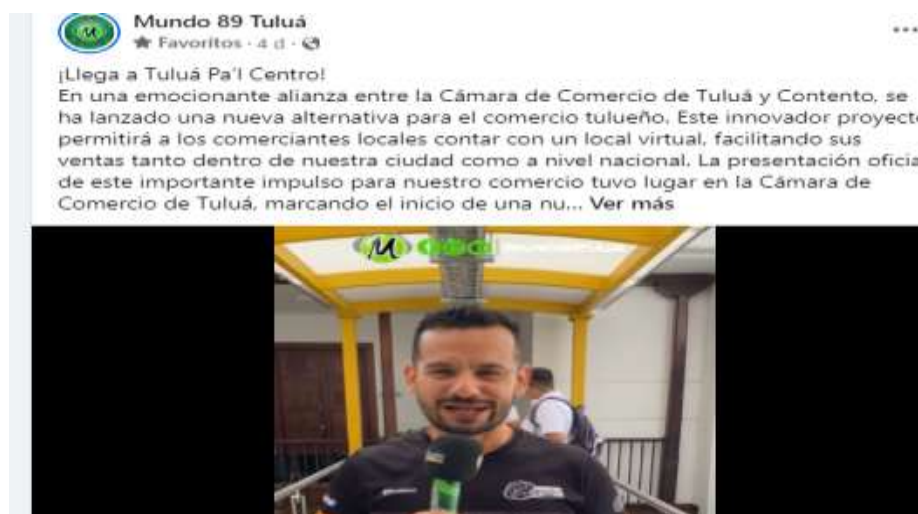 Mundo 89 Tuluá
Favoritos · 4 d ·
¡Llega a Tuluá Pa'l Centro!
En una emocionante alianza entre la Cámara de Comercio de Tuluá y Contento, se
ha lanzado una nueva alternativa para el comercio tulueño. Este innovador proyecto
permitirá a los comerciantes locales contar con un local virtual, facilitando sus
ventas tanto dentro de nuestra ciudad como a nivel nacional. La presentación oficial
de este importante impulso para nuestro comercio tuvo lugar en la Cámara de
Comercio de Tuluá, marcando el inicio de una nu... Ver más